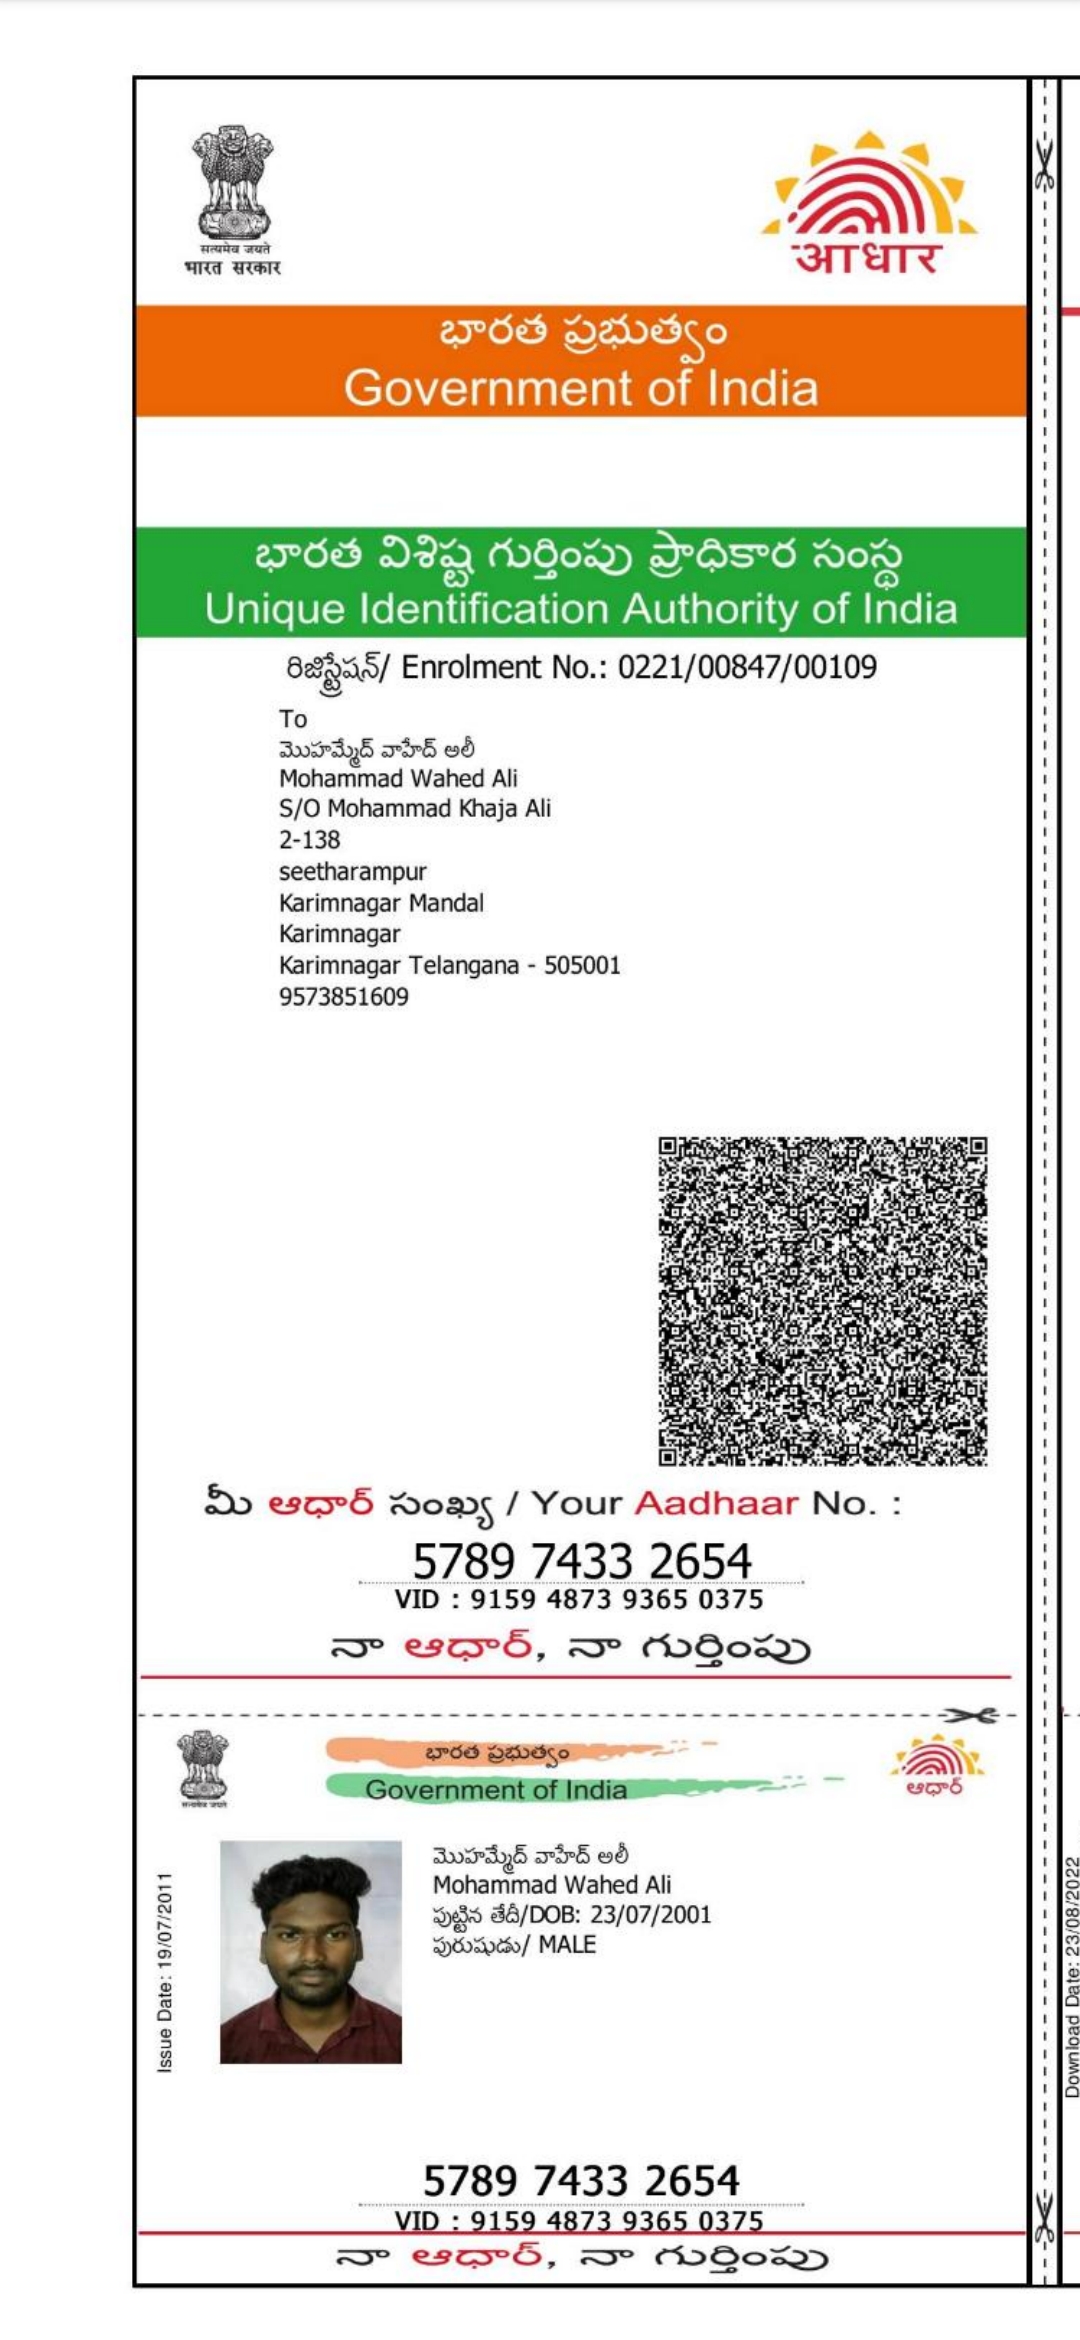 सत्यमेव जयते
भारत सरकार
आधार
భారత ప్రభుత్వం
Government of India
భారత విశిష్ట గుర్తింపు ప్రాధికార సంస్థ
Unique Identification Authority of India
రిజిస్ట్రేషన్/ Enrolment No.: 0221/00847/00109
To
మొహమ్మేద్ వాహేద్ అలీ
Mohammad Wahed Ali
S/O Mohammad Khaja Ali
2-138
seetharampur
Karimnagar Mandal
Karimnagar
Karimnagar Telangana - 505001
9573851609
మీ ఆధార్ సంఖ్య / Your Aadhaar No. :
5789 7433 2654
VID : 9159 4873 9365 0375
నా ఆధార్, నా గుర్తింపు
భారత ప్రభుత్వం
Government of India
सत्यमेव जयते
ఆధార్
Issue Date: 19/07/2011
మొహమ్మేద్ వాహేద్ అలీ
Mohammad Wahed Ali
పుట్టిన తేదీ/DOB: 23/07/2001
పురుషుడు/ MALE
5789 7433 2654
VID : 9159 4873 9365 0375
నా ఆధార్, నా గుర్తింపు
Download Date: 23/08/2022